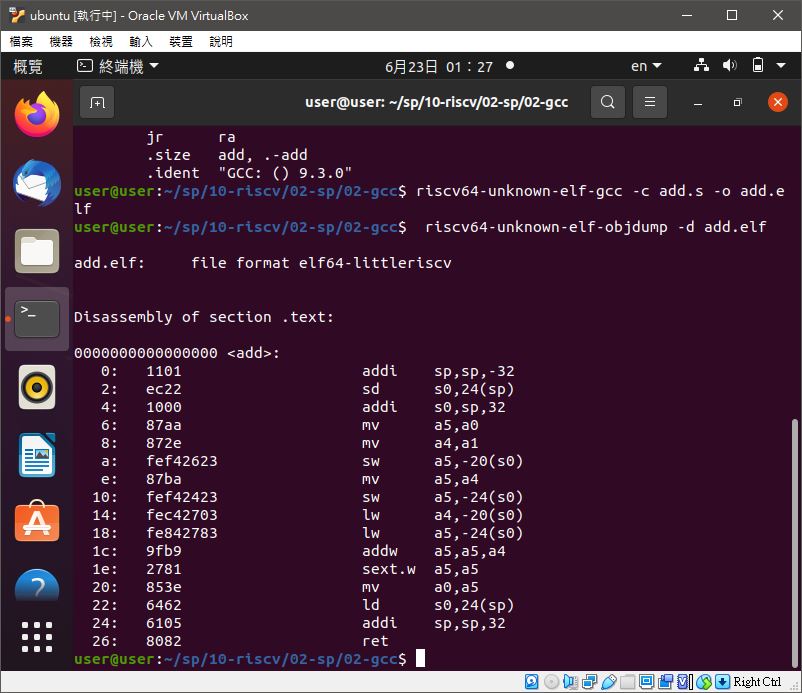 ubuntu [執行中] - Oracle VM VirtualBox
檔案 機器 檢視 輸入 裝置 說明
概覽 終端機 6月23日 01：27 en
user@user: ~/sp/10-riscv/02-sp/02-gcc
jr ra
.size add, .-add
.ident "GCC: () 9.3.0"
user@user:~/sp/10-riscv/02-sp/02-gcc$ riscv64-unknown-elf-gcc -c add.s -o add.e
lf
user@user:~/sp/10-riscv/02-sp/02-gcc$  riscv64-unknown-elf-objdump -d add.elf
add.elf:     file format elf64-littleriscv
Disassembly of section .text:
0000000000000000 <add>:
0: 1101 addi sp,sp,-32
2: ec22 sd s0,24(sp)
4: 1000 addi s0,sp,32
6: 87aa mv a5,a0
8: 872e mv a4,a1
a: fef42623 sw a5,-20(s0)
e: 87ba mv a5,a4
10: fef42423 sw a5,-24(s0)
14: fec42703 lw a4,-20(s0)
18: fe842783 lw a5,-24(s0)
1c: 9fb9 addw a5,a5,a4
1e: 2781 sext.w a5,a5
20: 853e mv a0,a5
22: 6462 ld s0,24(sp)
24: 6105 addi sp,sp,32
26: 8082 ret
user@user:~/sp/10-riscv/02-sp/02-gcc$
Right Ctrl